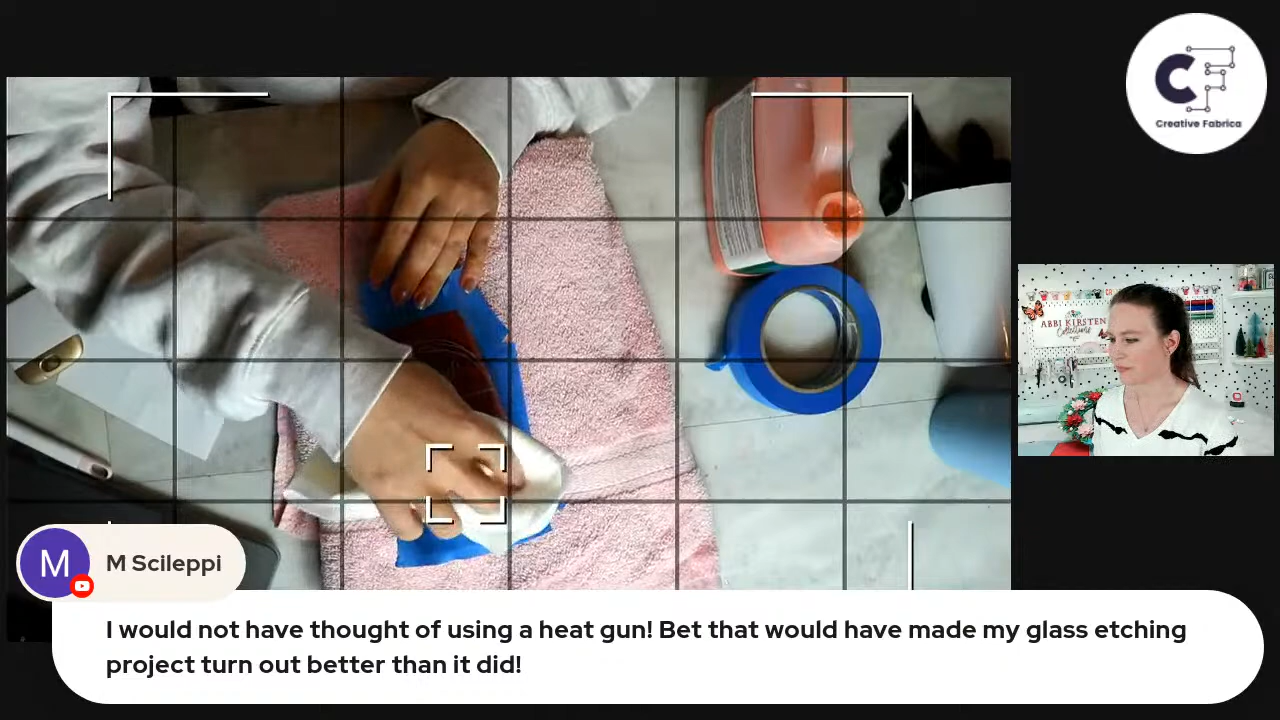 Creative Fabrica
ABBI KIRSTEN
Collections
M
M Scileppi
I would not have thought of using a heat gun! Bet that would have made my glass etching
project turn out better than it did!